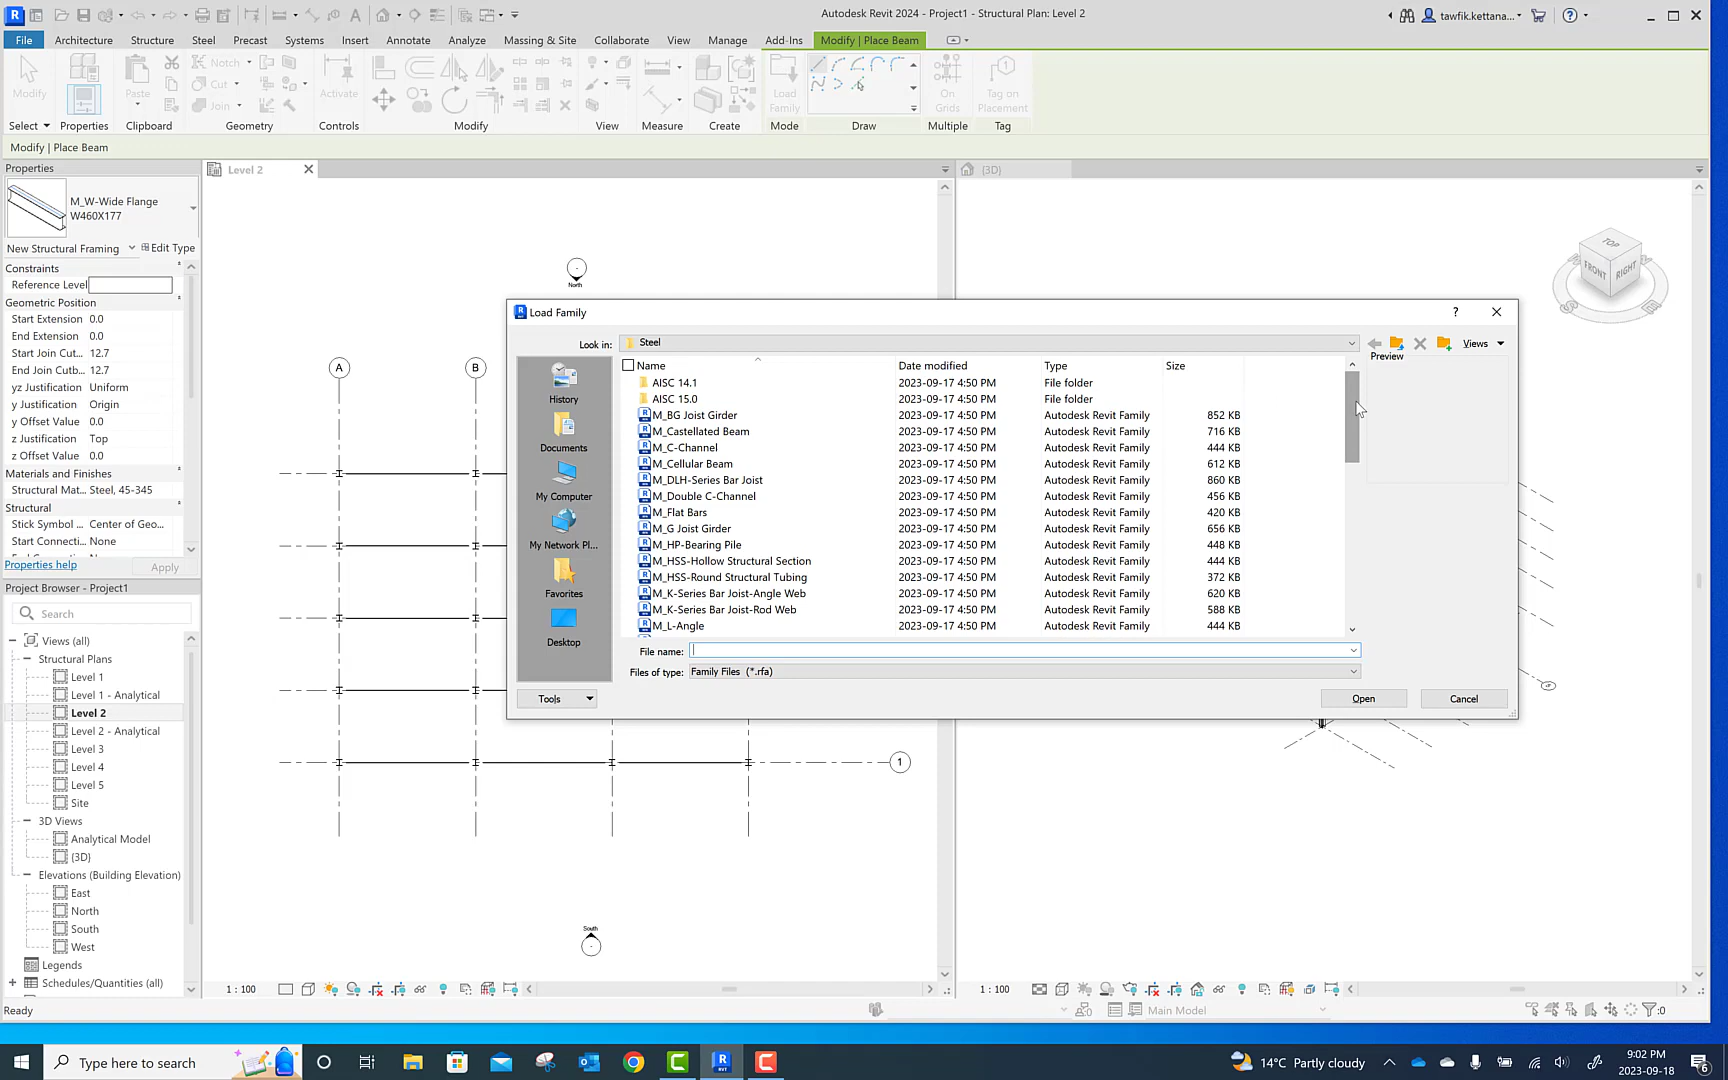 Autodesk Revit 2024 - Project1 - Structural Plan: Level 2
tawfik.kettana...
File Architecture Structure Steel Precast Systems Insert Annotate Analyze Massing & Site Collaborate View Manage Add-Ins Modify | Place Beam
Modify
Paste
Notch
Cut
Join
Activate
Load
Family
On
Grids
Tag on
Placement
Select Properties Clipboard Geometry Controls Modify View Measure Create Mode Draw Multiple Tag
Modify | Place Beam
Properties
M_W-Wide Flange
W460X177
New Structural Framing Edit Type
Constraints
Reference Level
Geometric Position
Start Extension 0.0
End Extension 0.0
Start Join Cut... 12.7
End Join Cutb... 12.7
yz Justification Uniform
y Justification Origin
y Offset Value 0.0
z Justification Top
z Offset Value 0.0
Materials and Finishes
Structural Mat... Steel, 45-345
Structural
Stick Symbol ... Center of Geo...
Start Connecti... None
Properties help Apply
Project Browser - Project1
Search
Views (all)
Structural Plans
Level 1
Level 1 - Analytical
Level 2
Level 2 - Analytical
Level 3
Level 4
Level 5
Site
3D Views
Analytical Model
{3D}
Elevations (Building Elevation)
East
North
South
West
Legends
Schedules/Quantities (all)
Level 2
North
A
B
1
South
{3D}
TOP
FRONT
RIGHT
S
E
Load Family
?
Look in: Steel
Views
Preview
History
Documents
My Computer
My Network Pl...
Favorites
Desktop
Name Date modified Type Size
AISC 14.1 2023-09-17 4:50 PM File folder
AISC 15.0 2023-09-17 4:50 PM File folder
M_BG Joist Girder 2023-09-17 4:50 PM Autodesk Revit Family 852 KB
M_Castellated Beam 2023-09-17 4:50 PM Autodesk Revit Family 716 KB
M_C-Channel 2023-09-17 4:50 PM Autodesk Revit Family 444 KB
M_Cellular Beam 2023-09-17 4:50 PM Autodesk Revit Family 612 KB
M_DLH-Series Bar Joist 2023-09-17 4:50 PM Autodesk Revit Family 860 KB
M_Double C-Channel 2023-09-17 4:50 PM Autodesk Revit Family 456 KB
M_Flat Bars 2023-09-17 4:50 PM Autodesk Revit Family 420 KB
M_G Joist Girder 2023-09-17 4:50 PM Autodesk Revit Family 656 KB
M_HP-Bearing Pile 2023-09-17 4:50 PM Autodesk Revit Family 448 KB
M_HSS-Hollow Structural Section 2023-09-17 4:50 PM Autodesk Revit Family 444 KB
M_HSS-Round Structural Tubing 2023-09-17 4:50 PM Autodesk Revit Family 372 KB
M_K-Series Bar Joist-Angle Web 2023-09-17 4:50 PM Autodesk Revit Family 620 KB
M_K-Series Bar Joist-Rod Web 2023-09-17 4:50 PM Autodesk Revit Family 588 KB
M_L-Angle 2023-09-17 4:50 PM Autodesk Revit Family 444 KB
File name:
Files of type: Family Files (*.rfa)
Tools Open Cancel
1 : 100
1 : 100
Ready
Main Model
:0
Type here to search
14°C Partly cloudy
9:02 PM
2023-09-18
6